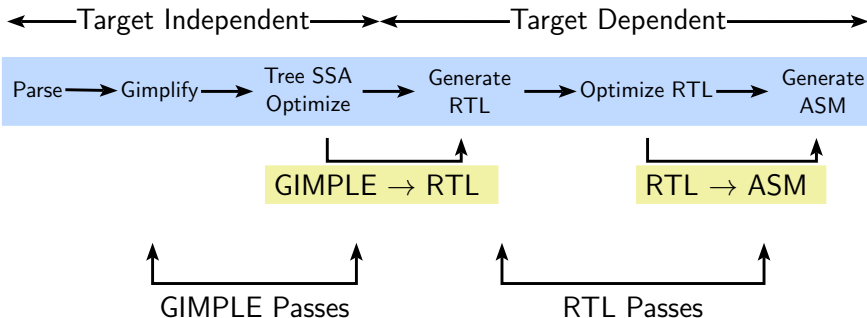 Target Independent Target Dependent
Parse Gimplify Tree SSA Optimize Generate RTL Optimize RTL Generate ASM
GIMPLE → RTL RTL → ASM
GIMPLE Passes RTL Passes